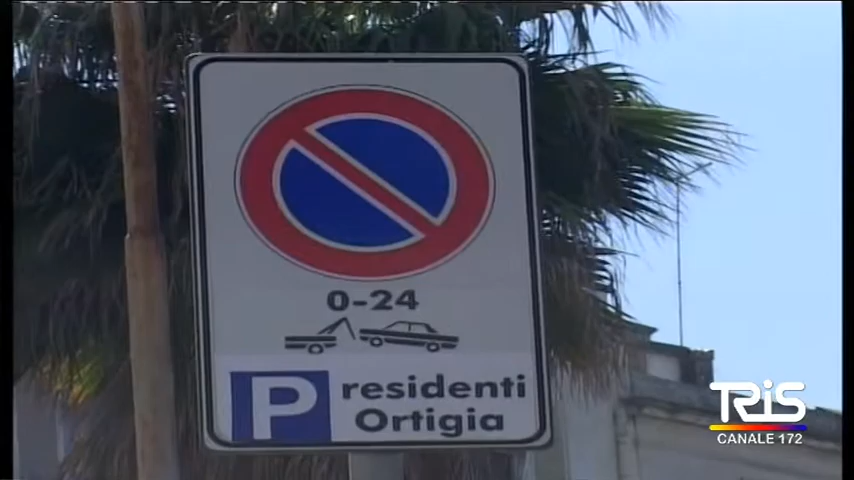 0-24
P residenti
Ortigia
TRIS
CANALE 172